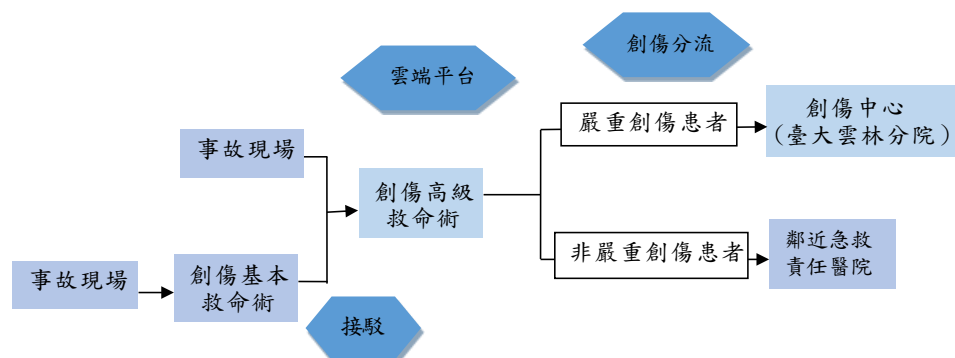 創傷分流
雲端平台
嚴重創傷患者
創傷中心
（臺大雲林分院）
事故現場
創傷高級
救命術
非嚴重創傷患者
鄰近急救
責任醫院
事故現場
創傷基本
救命術
接駁